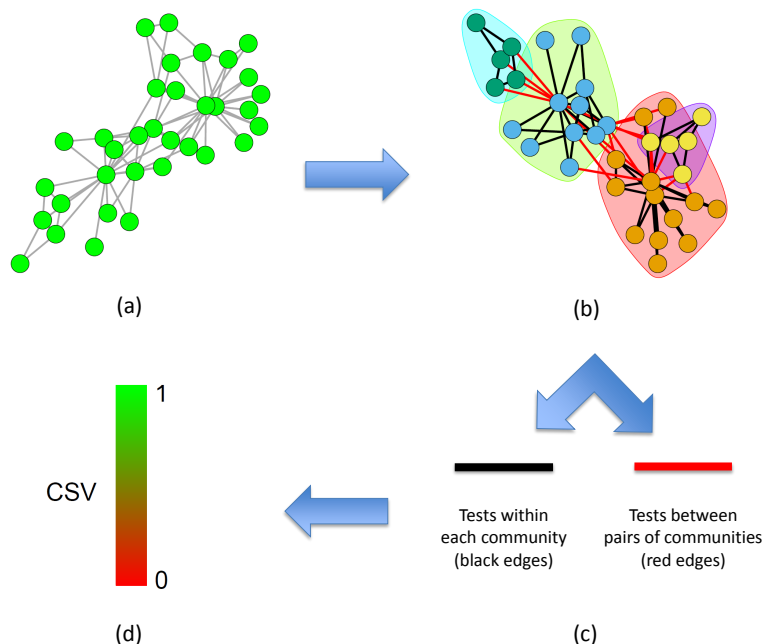 (a)
(b)
1
CSV
0
Tests within
each community
(black edges)
Tests between
pairs of communities
(red edges)
(d)
(c)